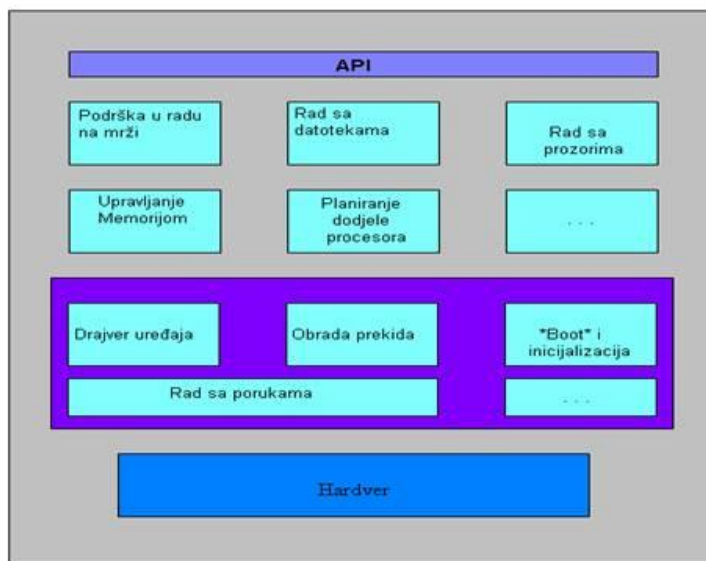 API
Podrška u radu
na mrži
Rad sa
datotekama
Rad sa
prozorima
Upravljanje
Memorijom
Planiranje
dodjele
procesora
. . .
Drajver uređaja
Obrada prekida
*Boot* i
inicijalizacija
Rad sa porukama
. . .
Hardver